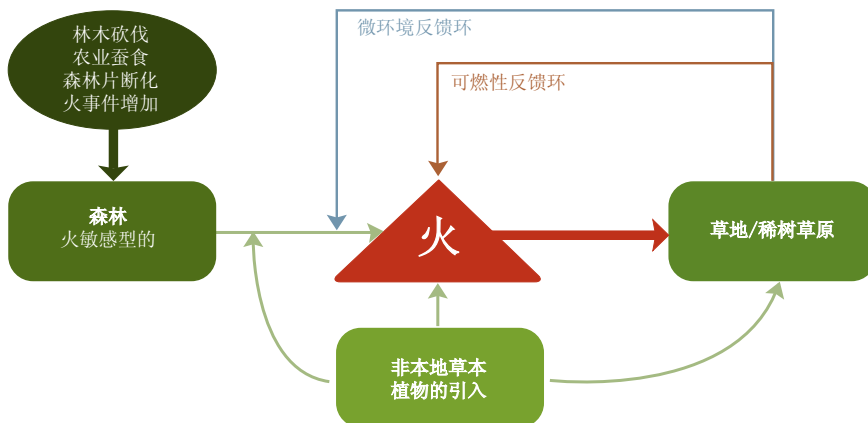 林木砍伐
农业蚕食
森林片断化
火事件增加
微环境反馈环
可燃性反馈环
森林
火敏感型的
火
草地/稀树草原
非本地草本
植物的引入